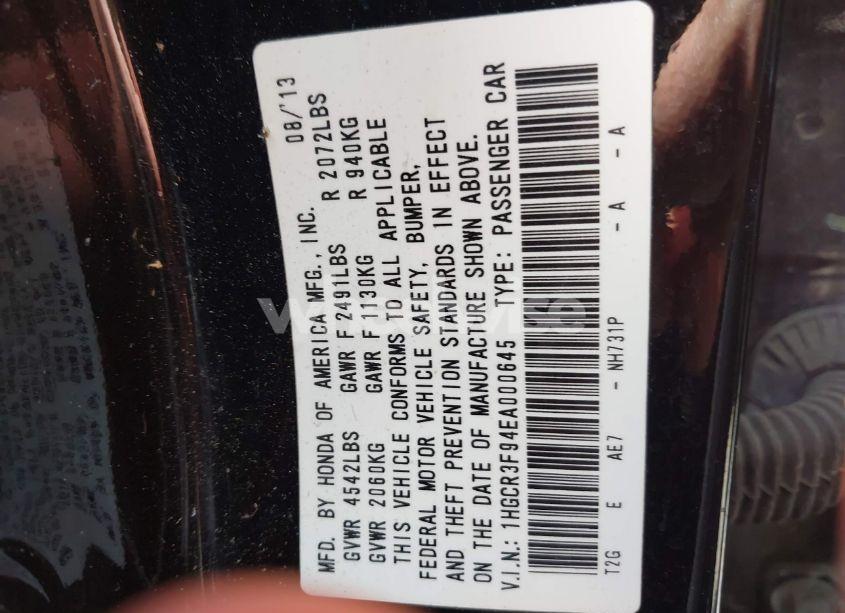 MFD. BY HONDA OF AMERICA MFG., INC. 08/'13
GVWR 4542LBS GAWR F 2491LBS R 2072LBS
GVWR 2060KG GAWR F 1130KG R 940KG
THIS VEHICLE CONFORMS TO ALL APPLICABLE
FEDERAL MOTOR VEHICLE SAFETY, BUMPER,
AND THEFT PREVENTION STANDARDS IN EFFECT
ON THE DATE OF MANUFACTURE SHOWN ABOVE.
V.I.N.: 1HGCR3F94EA000645 TYPE: PASSENGER CAR
T2G E AE7 - NH731P - A - A